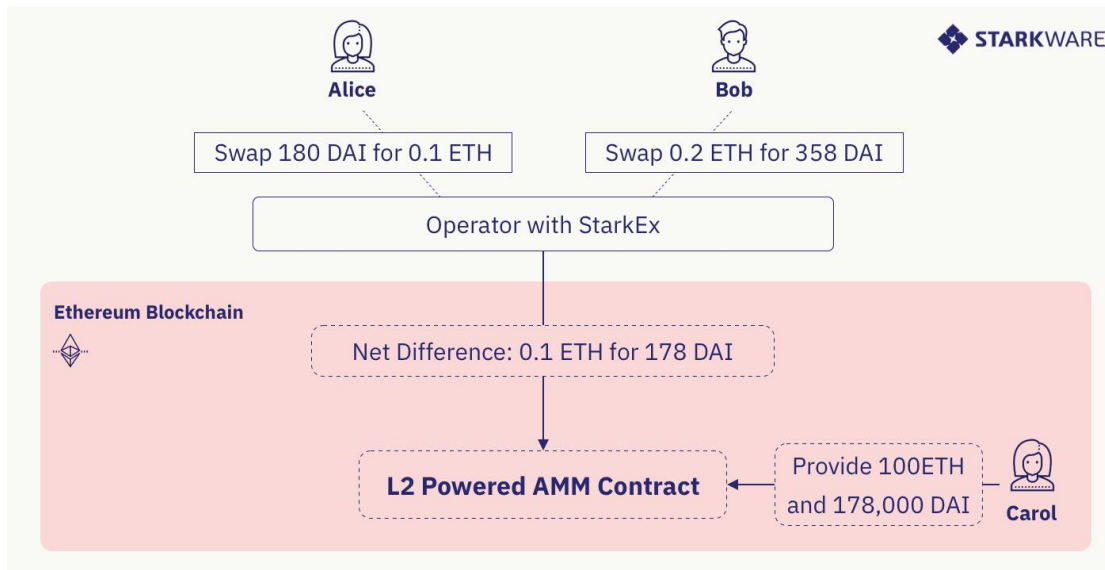 STARKWARE
Alice
Bob
Swap 180 DAI for 0.1 ETH
Swap 0.2 ETH for 358 DAI
Operator with StarkEx
Ethereum Blockchain
Net Difference: 0.1 ETH for 178 DAI
L2 Powered AMM Contract
Provide 100ETH
and 178,000 DAI
Carol